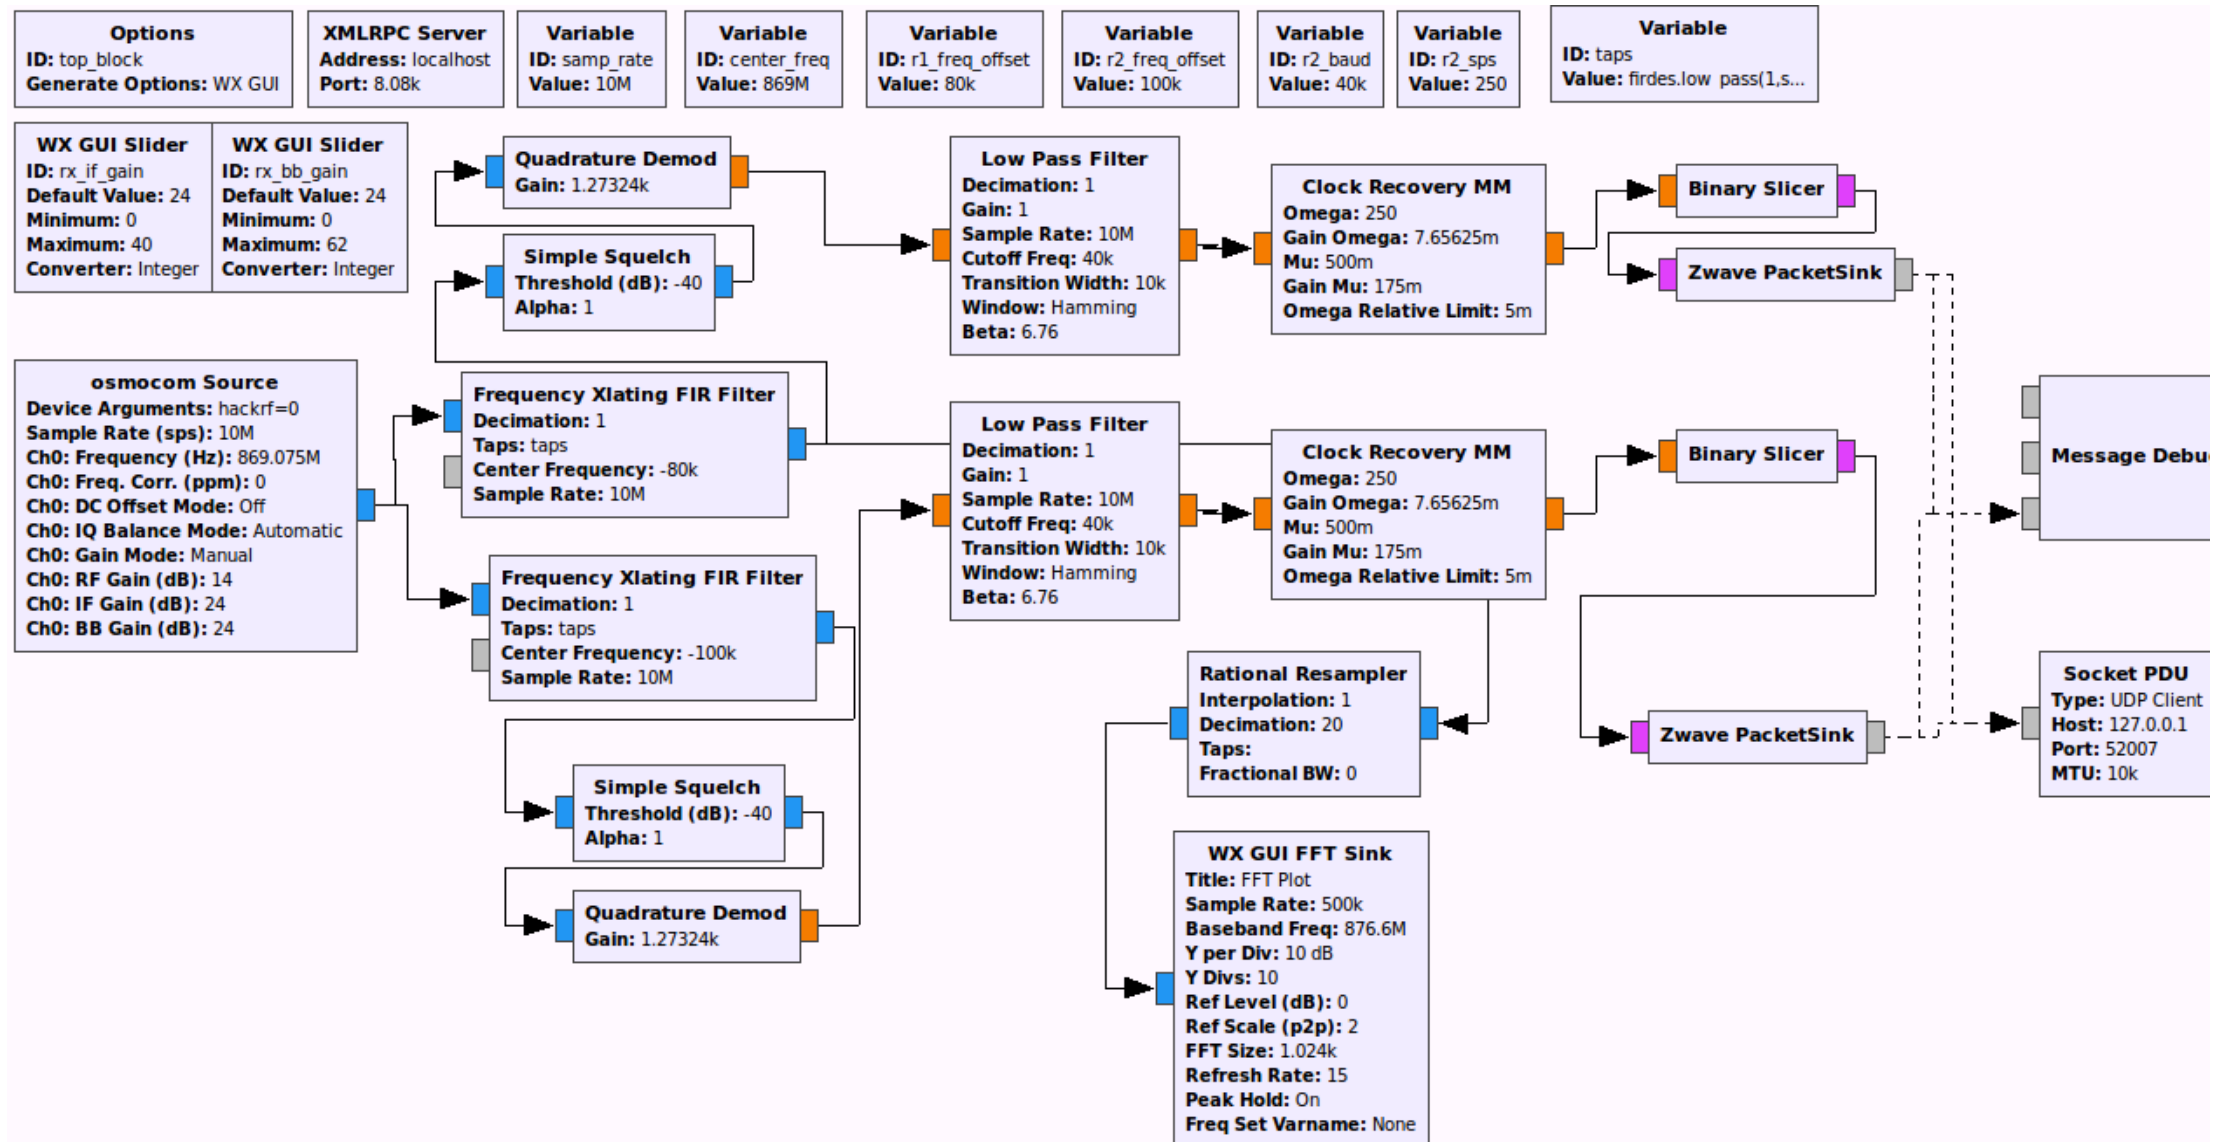 Options
ID: top_block
Generate Options: WX GUI
XMLRPC Server
Address: localhost
Port: 8.08k
Variable
ID: samp_rate
Value: 10M
Variable
ID: center_freq
Value: 869M
Variable
ID: r1_freq_offset
Value: 80k
Variable
ID: r2_freq_offset
Value: 100k
Variable
ID: r2_baud
Value: 40k
Variable
ID: r2_sps
Value: 250
Variable
ID: taps
Value: firdes.low pass(1,s...
WX GUI Slider
ID: rx_if_gain
Default Value: 24
Minimum: 0
Maximum: 40
Converter: Integer
WX GUI Slider
ID: rx_bb_gain
Default Value: 24
Minimum: 0
Maximum: 62
Converter: Integer
Quadrature Demod
Gain: 1.27324k
Simple Squelch
Threshold (dB): -40
Alpha: 1
Low Pass Filter
Decimation: 1
Gain: 1
Sample Rate: 10M
Cutoff Freq: 40k
Transition Width: 10k
Window: Hamming
Beta: 6.76
Clock Recovery MM
Omega: 250
Gain Omega: 7.65625m
Mu: 500m
Gain Mu: 175m
Omega Relative Limit: 5m
Binary Slicer
Zwave PacketSink
osmocom Source
Device Arguments: hackrf=0
Sample Rate (sps): 10M
Ch0: Frequency (Hz): 869.075M
Ch0: Freq. Corr. (ppm): 0
Ch0: DC Offset Mode: Off
Ch0: IQ Balance Mode: Automatic
Ch0: Gain Mode: Manual
Ch0: RF Gain (dB): 14
Ch0: IF Gain (dB): 24
Ch0: BB Gain (dB): 24
Frequency Xlating FIR Filter
Decimation: 1
Taps: taps
Center Frequency: -80k
Sample Rate: 10M
Low Pass Filter
Decimation: 1
Gain: 1
Sample Rate: 10M
Cutoff Freq: 40k
Transition Width: 10k
Window: Hamming
Beta: 6.76
Clock Recovery MM
Omega: 250
Gain Omega: 7.65625m
Mu: 500m
Gain Mu: 175m
Omega Relative Limit: 5m
Binary Slicer
Message Debu
Frequency Xlating FIR Filter
Decimation: 1
Taps: taps
Center Frequency: -100k
Sample Rate: 10M
Rational Resampler
Interpolation: 1
Decimation: 20
Taps:
Fractional BW: 0
Zwave PacketSink
Socket PDU
Type: UDP Client
Host: 127.0.0.1
Port: 52007
MTU: 10k
Simple Squelch
Threshold (dB): -40
Alpha: 1
Quadrature Demod
Gain: 1.27324k
WX GUI FFT Sink
Title: FFT Plot
Sample Rate: 500k
Baseband Freq: 876.6M
Y per Div: 10 dB
Y Divs: 10
Ref Level (dB): 0
Ref Scale (p2p): 2
FFT Size: 1.024k
Refresh Rate: 15
Peak Hold: On
Freq Set Varname: None